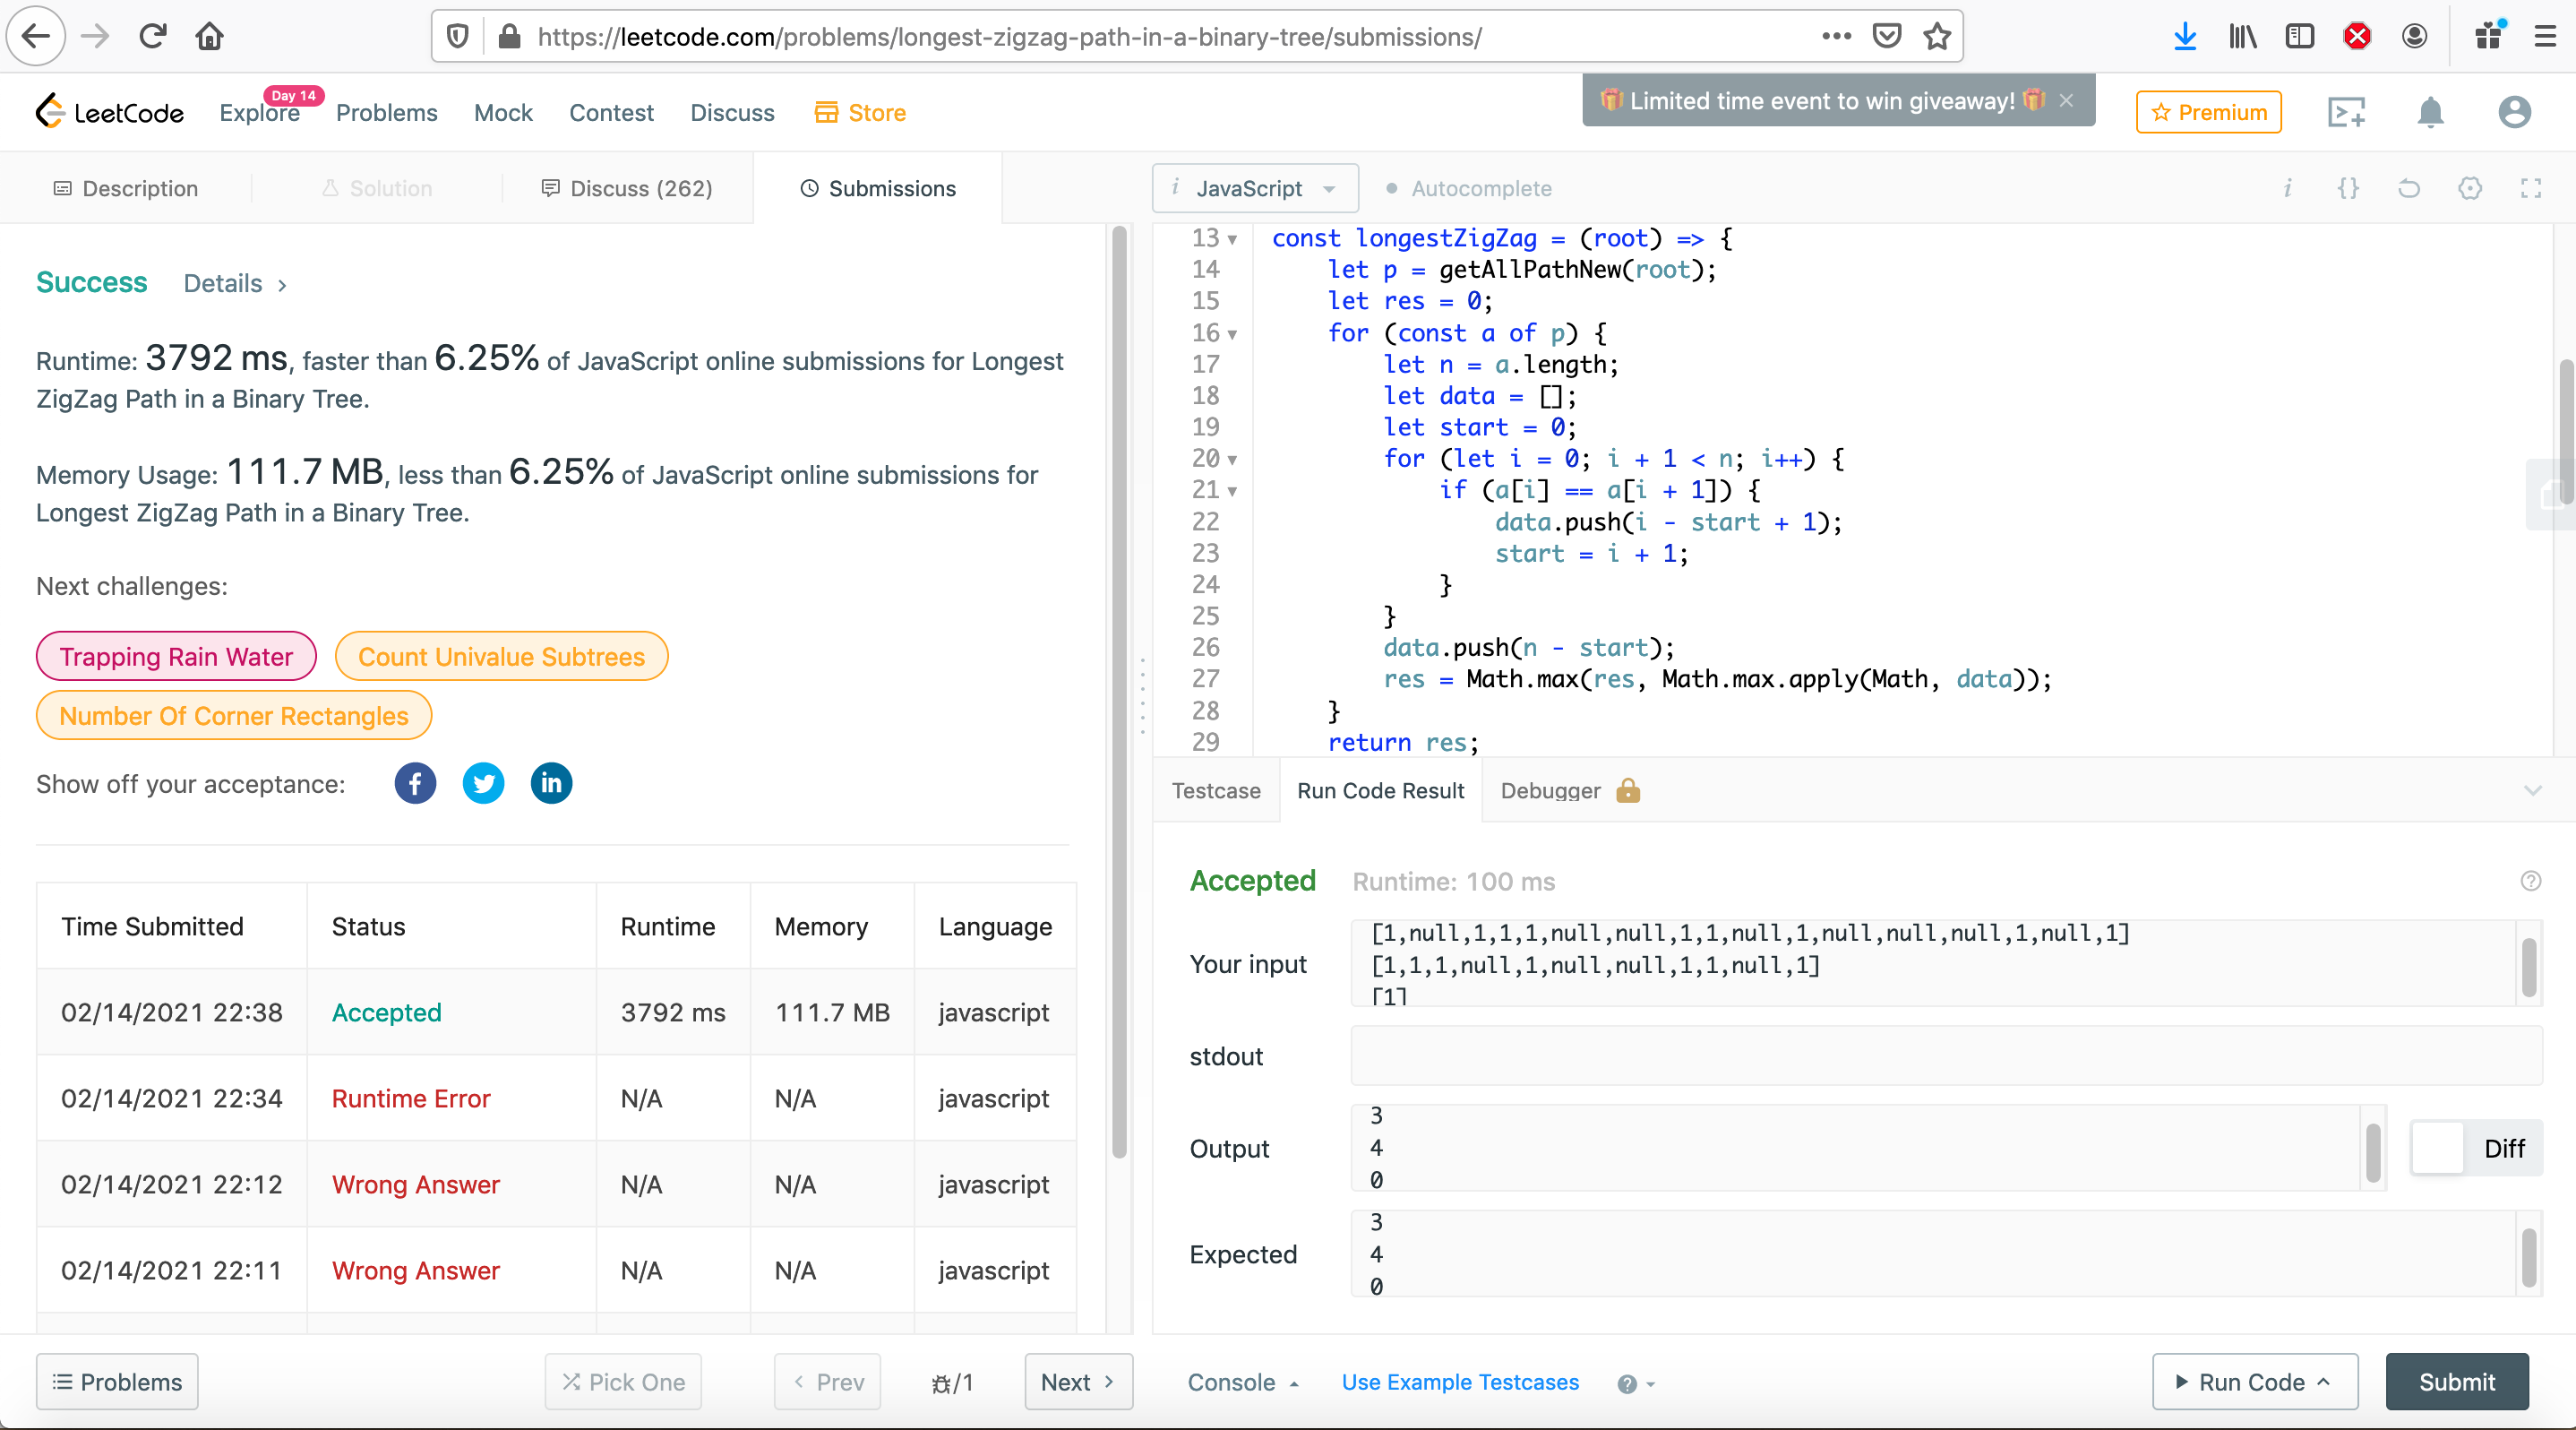 https://leetcode.com/problems/longest-zigzag-path-in-a-binary-tree/submissions/
LeetCode
Explore
Day 14
Problems
Mock
Contest
Discuss
Store
Limited time event to win giveaway!
Premium
Description
Solution
Discuss (262)
Submissions
Success
Details
Runtime: 3792 ms, faster than 6.25% of JavaScript online submissions for Longest
ZigZag Path in a Binary Tree.
Memory Usage: 111.7 MB, less than 6.25% of JavaScript online submissions for
Longest ZigZag Path in a Binary Tree.
Next challenges:
Trapping Rain Water
Count Univalue Subtrees
Number Of Corner Rectangles
Show off your acceptance:
Time Submitted Status Runtime Memory Language
02/14/2021 22:38 Accepted 3792 ms 111.7 MB javascript
02/14/2021 22:34 Runtime Error N/A N/A javascript
02/14/2021 22:12 Wrong Answer N/A N/A javascript
02/14/2021 22:11 Wrong Answer N/A N/A javascript
Problems
Pick One
Prev
/1
Next
i JavaScript
Autocomplete
i {}
13 const longestZigZag = (root) => {
14 let p = getAllPathNew(root);
15 let res = 0;
16 for (const a of p) {
17 let n = a.length;
18 let data = [];
19 let start = 0;
20 for (let i = 0; i + 1 < n; i++) {
21 if (a[i] == a[i + 1]) {
22 data.push(i - start + 1);
23 start = i + 1;
24 }
25 }
26 data.push(n - start);
27 res = Math.max(res, Math.max.apply(Math, data));
28 }
29 return res;
Testcase
Run Code Result
Debugger
Accepted
Runtime: 100 ms
Your input
[1,null,1,1,1,null,null,1,1,null,1,null,null,null,1,null,1]
[1,1,1,null,1,null,null,1,1,null,1]
[1]
stdout
Output
3
4
0
Diff
Expected
3
4
0
Console
Use Example Testcases
Run Code
Submit